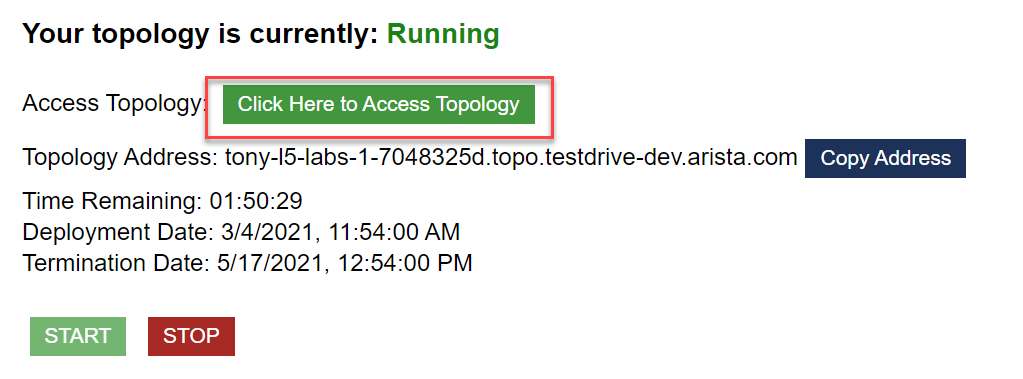 Your topology is currently: Running
Access Topology: Click Here to Access Topology
Topology Address: tony-l5-labs-1-7048325d.topo.testdrive-dev.arista.com Copy Address
Time Remaining: 01:50:29
Deployment Date: 3/4/2021, 11:54:00 AM
Termination Date: 5/17/2021, 12:54:00 PM
START STOP